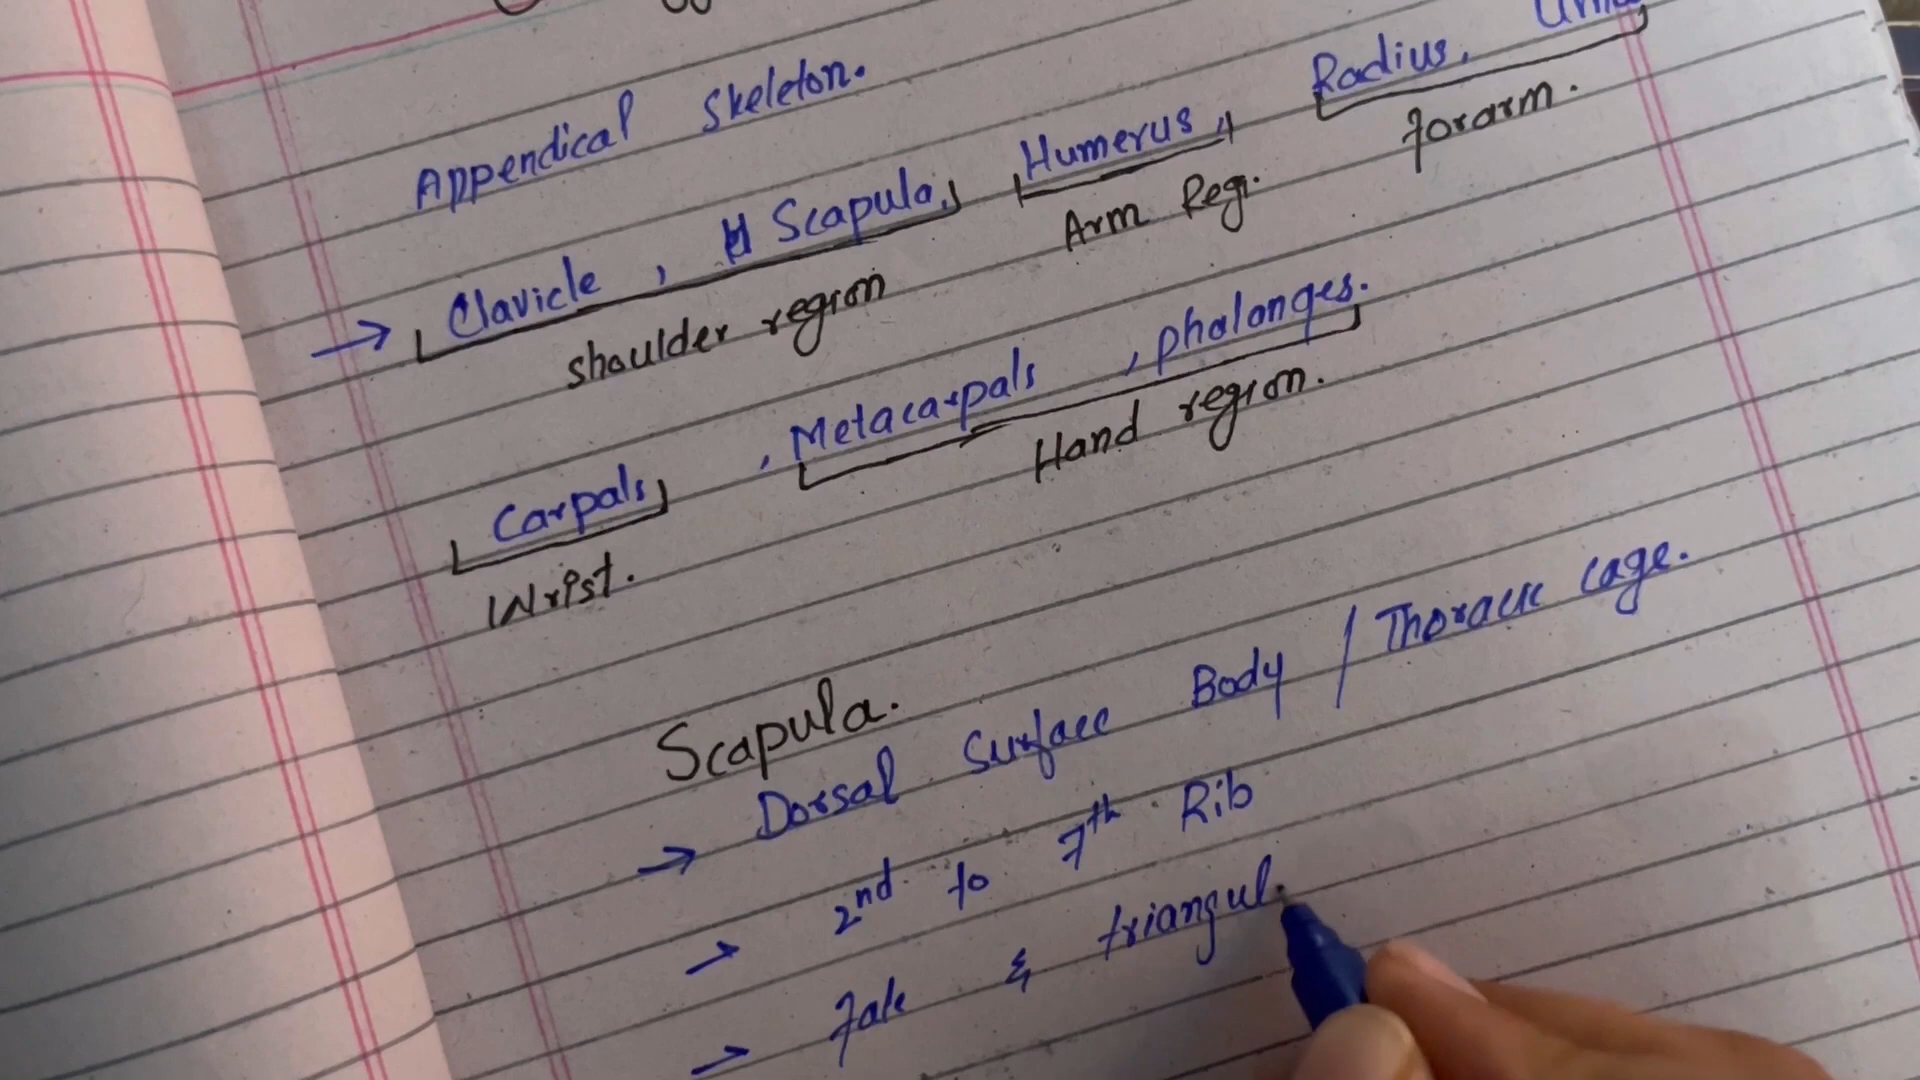 Appendical Skeleton.
→ Clavicle, Scapula, Humerus, Radius,
shoulder region Arm Reg. forarm.
Carpals, Metacarpals, phalanges.
Wrist. Hand region.
Scapula.
→ Dorsal Surface Body / Thoracic cage.
→ 2nd to 7th Rib
→ & triangul